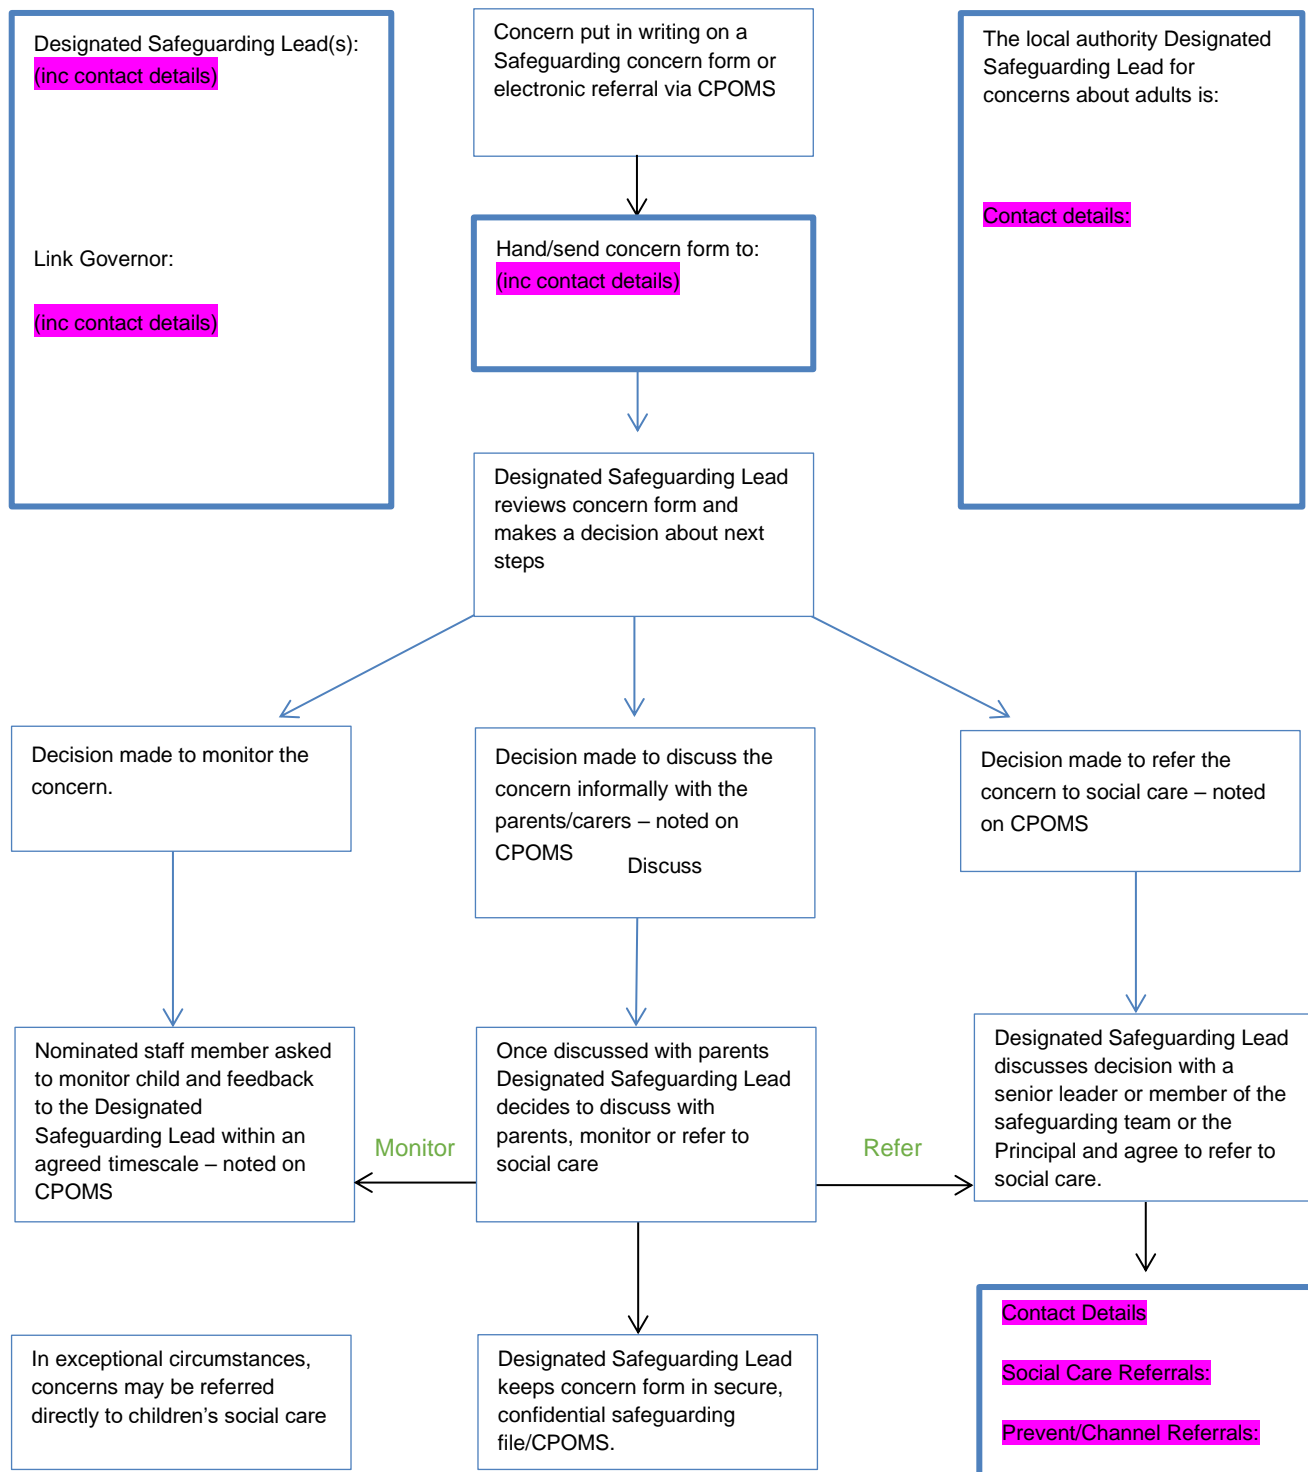 Designated Safeguarding Lead(s):
(inc contact details)
Link Governor:
(inc contact details)
Concern put in writing on a
Safeguarding concern form or
electronic referral via CPOMS
The local authority Designated
Safeguarding Lead for
concerns about adults is:
Contact details:
Hand/send concern form to:
(inc contact details)
Designated Safeguarding Lead
reviews concern form and
makes a decision about next
steps
Decision made to monitor the
concern.
Decision made to discuss the
concern informally with the
parents/carers – noted on
CPOMS
Discuss
Decision made to refer the
concern to social care – noted
on CPOMS
Nominated staff member asked
to monitor child and feedback
to the Designated
Safeguarding Lead within an
agreed timescale – noted on
CPOMS
Monitor
Once discussed with parents
Designated Safeguarding Lead
decides to discuss with
parents, monitor or refer to
social care
Refer
Designated Safeguarding Lead
discusses decision with a
senior leader or member of the
safeguarding team or the
Principal and agree to refer to
social care.
In exceptional circumstances,
concerns may be referred
directly to children’s social care
Designated Safeguarding Lead
keeps concern form in secure,
confidential safeguarding
file/CPOMS.
Contact Details
Social Care Referrals:
Prevent/Channel Referrals: